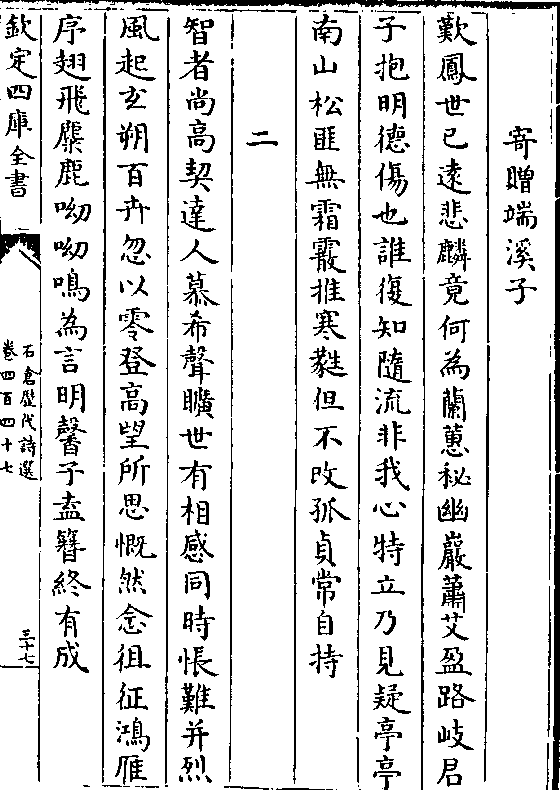 寄贈端溪子
歎鳳世已遠悲麟竟何為蘭蕙秘幽巖蕭艾盈路岐君
子抱明德傷也誰復知隨流非我心特立乃見疑亭亭
南山松匪無霜霰摧寒甤但不改孤貞常自持
二
智者尚高契達人慕希聲曠世有相感同時悵難并烈
風起玄朔百卉忽以零登高望所思慨然念徂征鴻雁
序翅飛麋鹿呦呦鳴為言明馨子盍簪終有成
欽定四庫全書
石倉歷代詩選
卷四百四十七
三十七